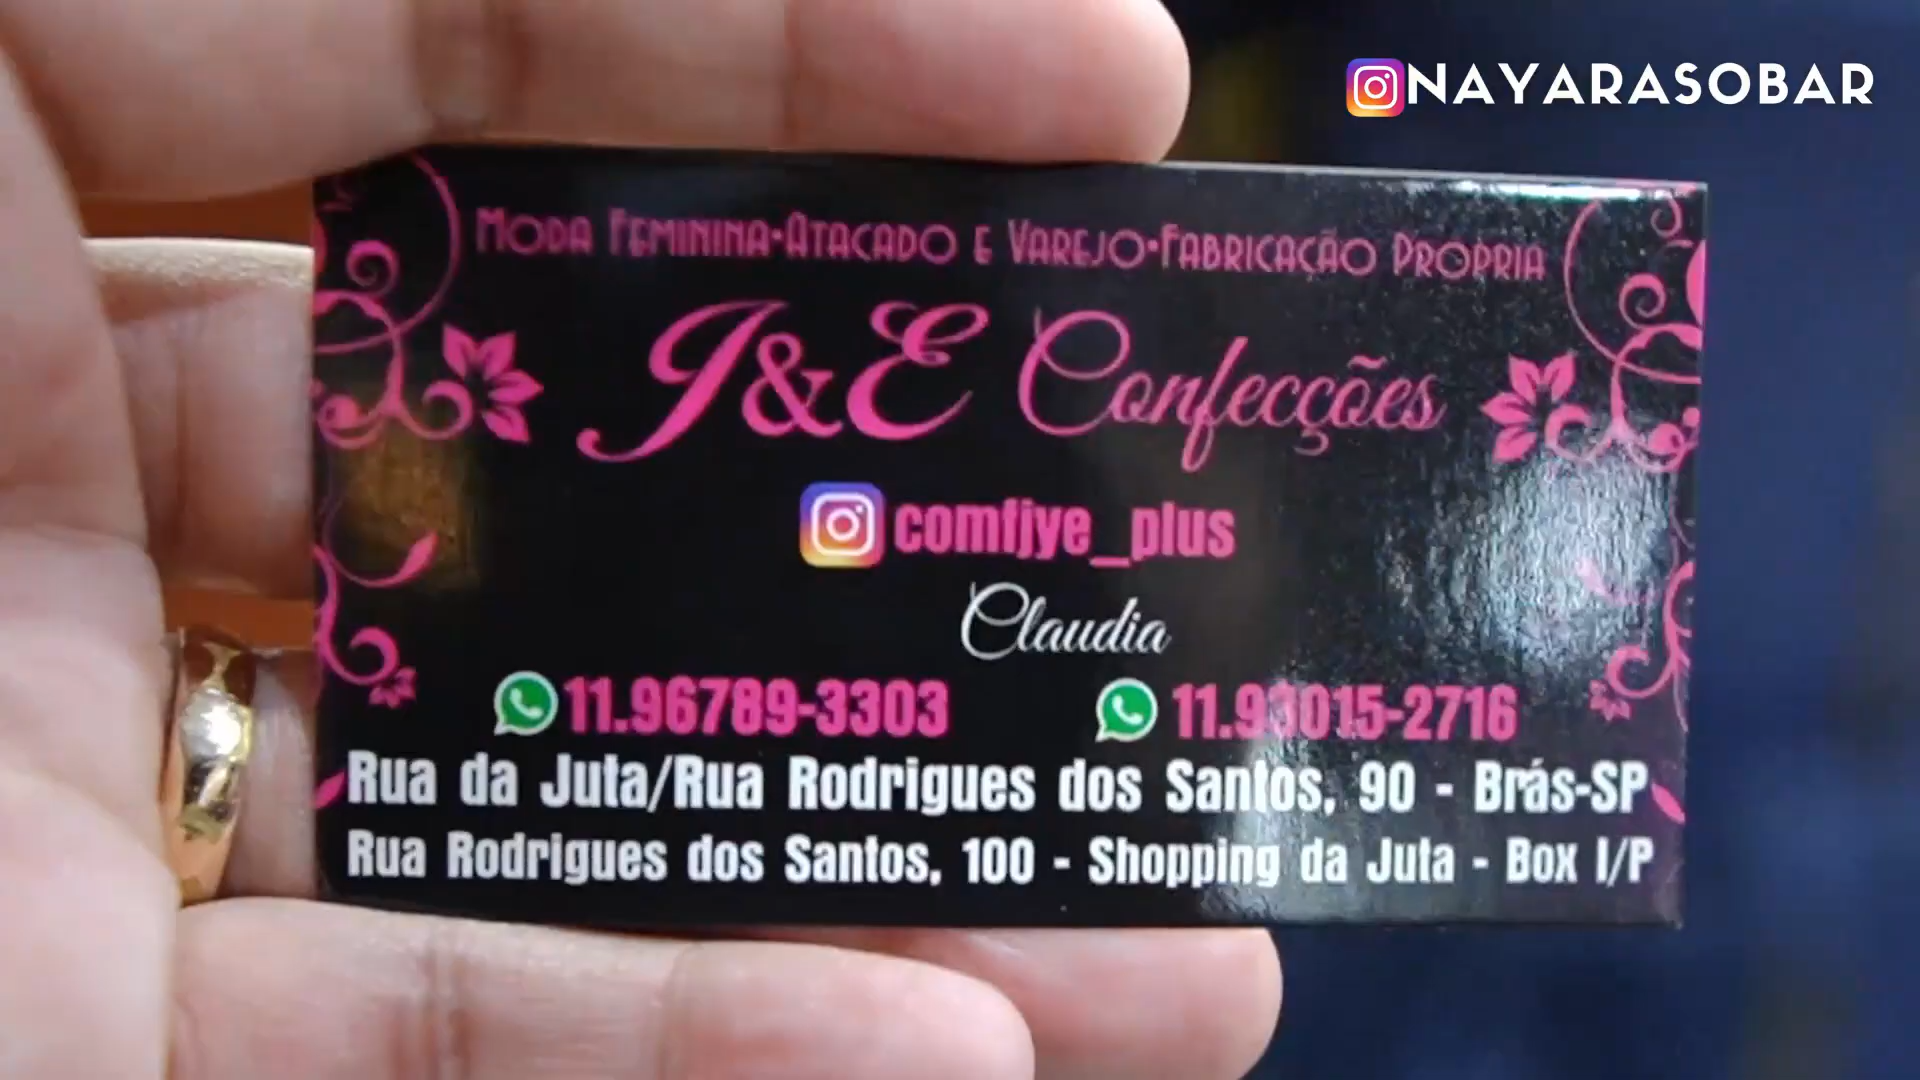 NAYARASOBAR
MODA FEMININA•ATACADO E VAREJO•FABRICAÇÃO PROPRIA
J&E Confecções
comfjye_plus
Claudia
11.96789-3303
11.93015-2716
Rua da Juta/Rua Rodrigues dos Santos, 90 - Brás-SP
Rua Rodrigues dos Santos, 100 - Shopping da Juta - Box I/P